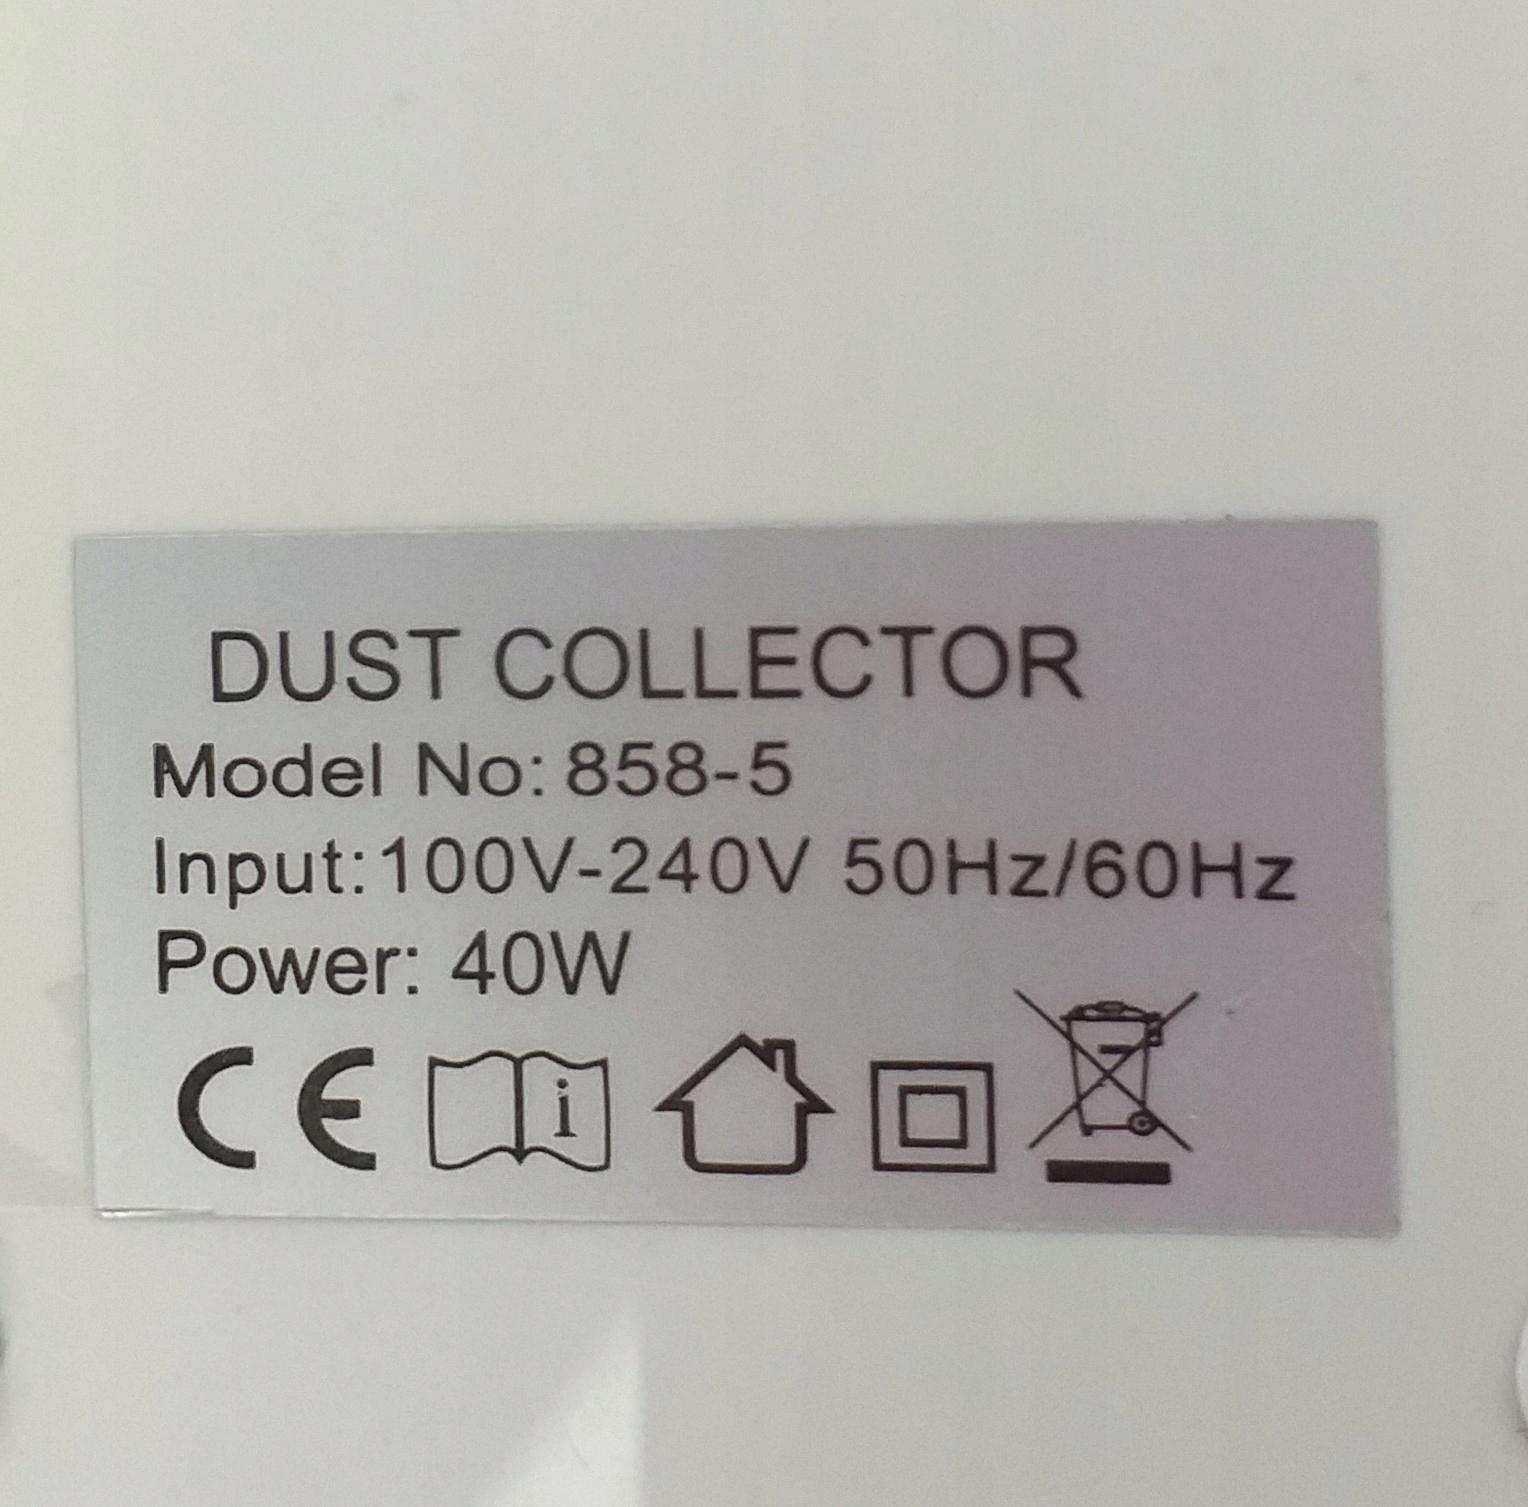 DUST COLLECTOR
Model No: 858-5
Input:100V-240V 50Hz/60Hz
Power: 40W
CE i